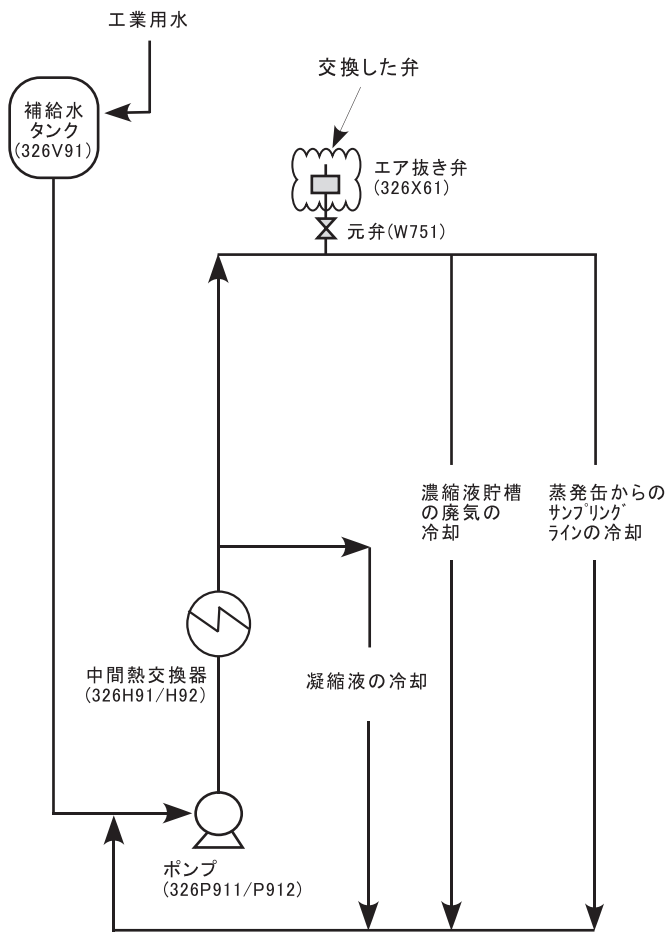 工業用水
補給水
タンク
(326V91)
交換した弁
エア抜き弁
(326X61)
元弁(W751)
濃縮液貯槽
の廃気の
冷却
蒸発缶からの
ｻﾝﾌﾟﾘﾝｸﾞ
ﾗｲﾝの冷却
中間熱交換器
(326H91/H92)
凝縮液の冷却
ポンプ
(326P911/P912)